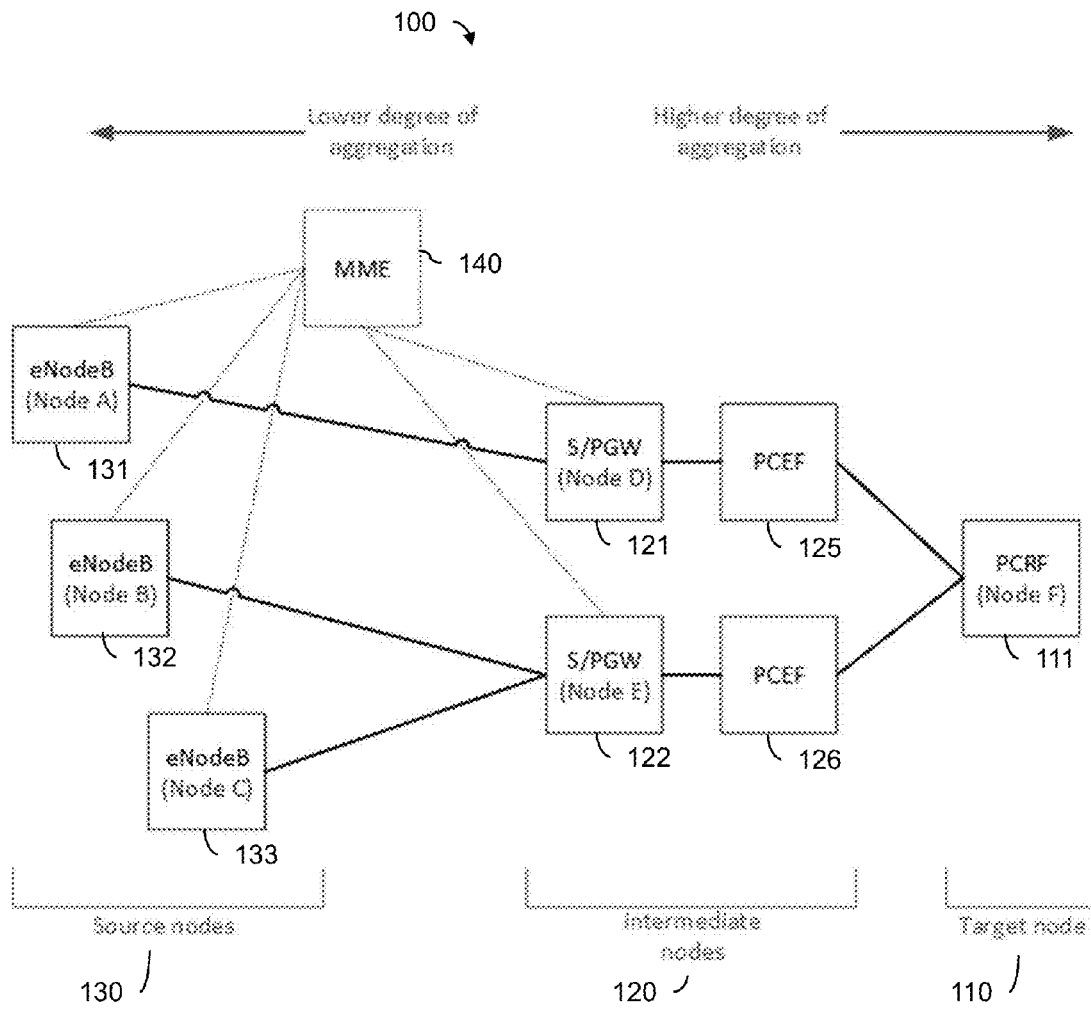 100
Lower degree of
aggregation
Higher degree of
aggregation
MME
140
eNodeB
(Node A)
131
S/PGW
(Node D)
121
PCEF
125
eNodeB
(Node B)
132
PCRF
(Node F)
111
S/PGW
(Node E)
122
PCEF
126
eNodeB
(Node C)
133
Source nodes
130
Intermediate
nodes
120
Target node
110